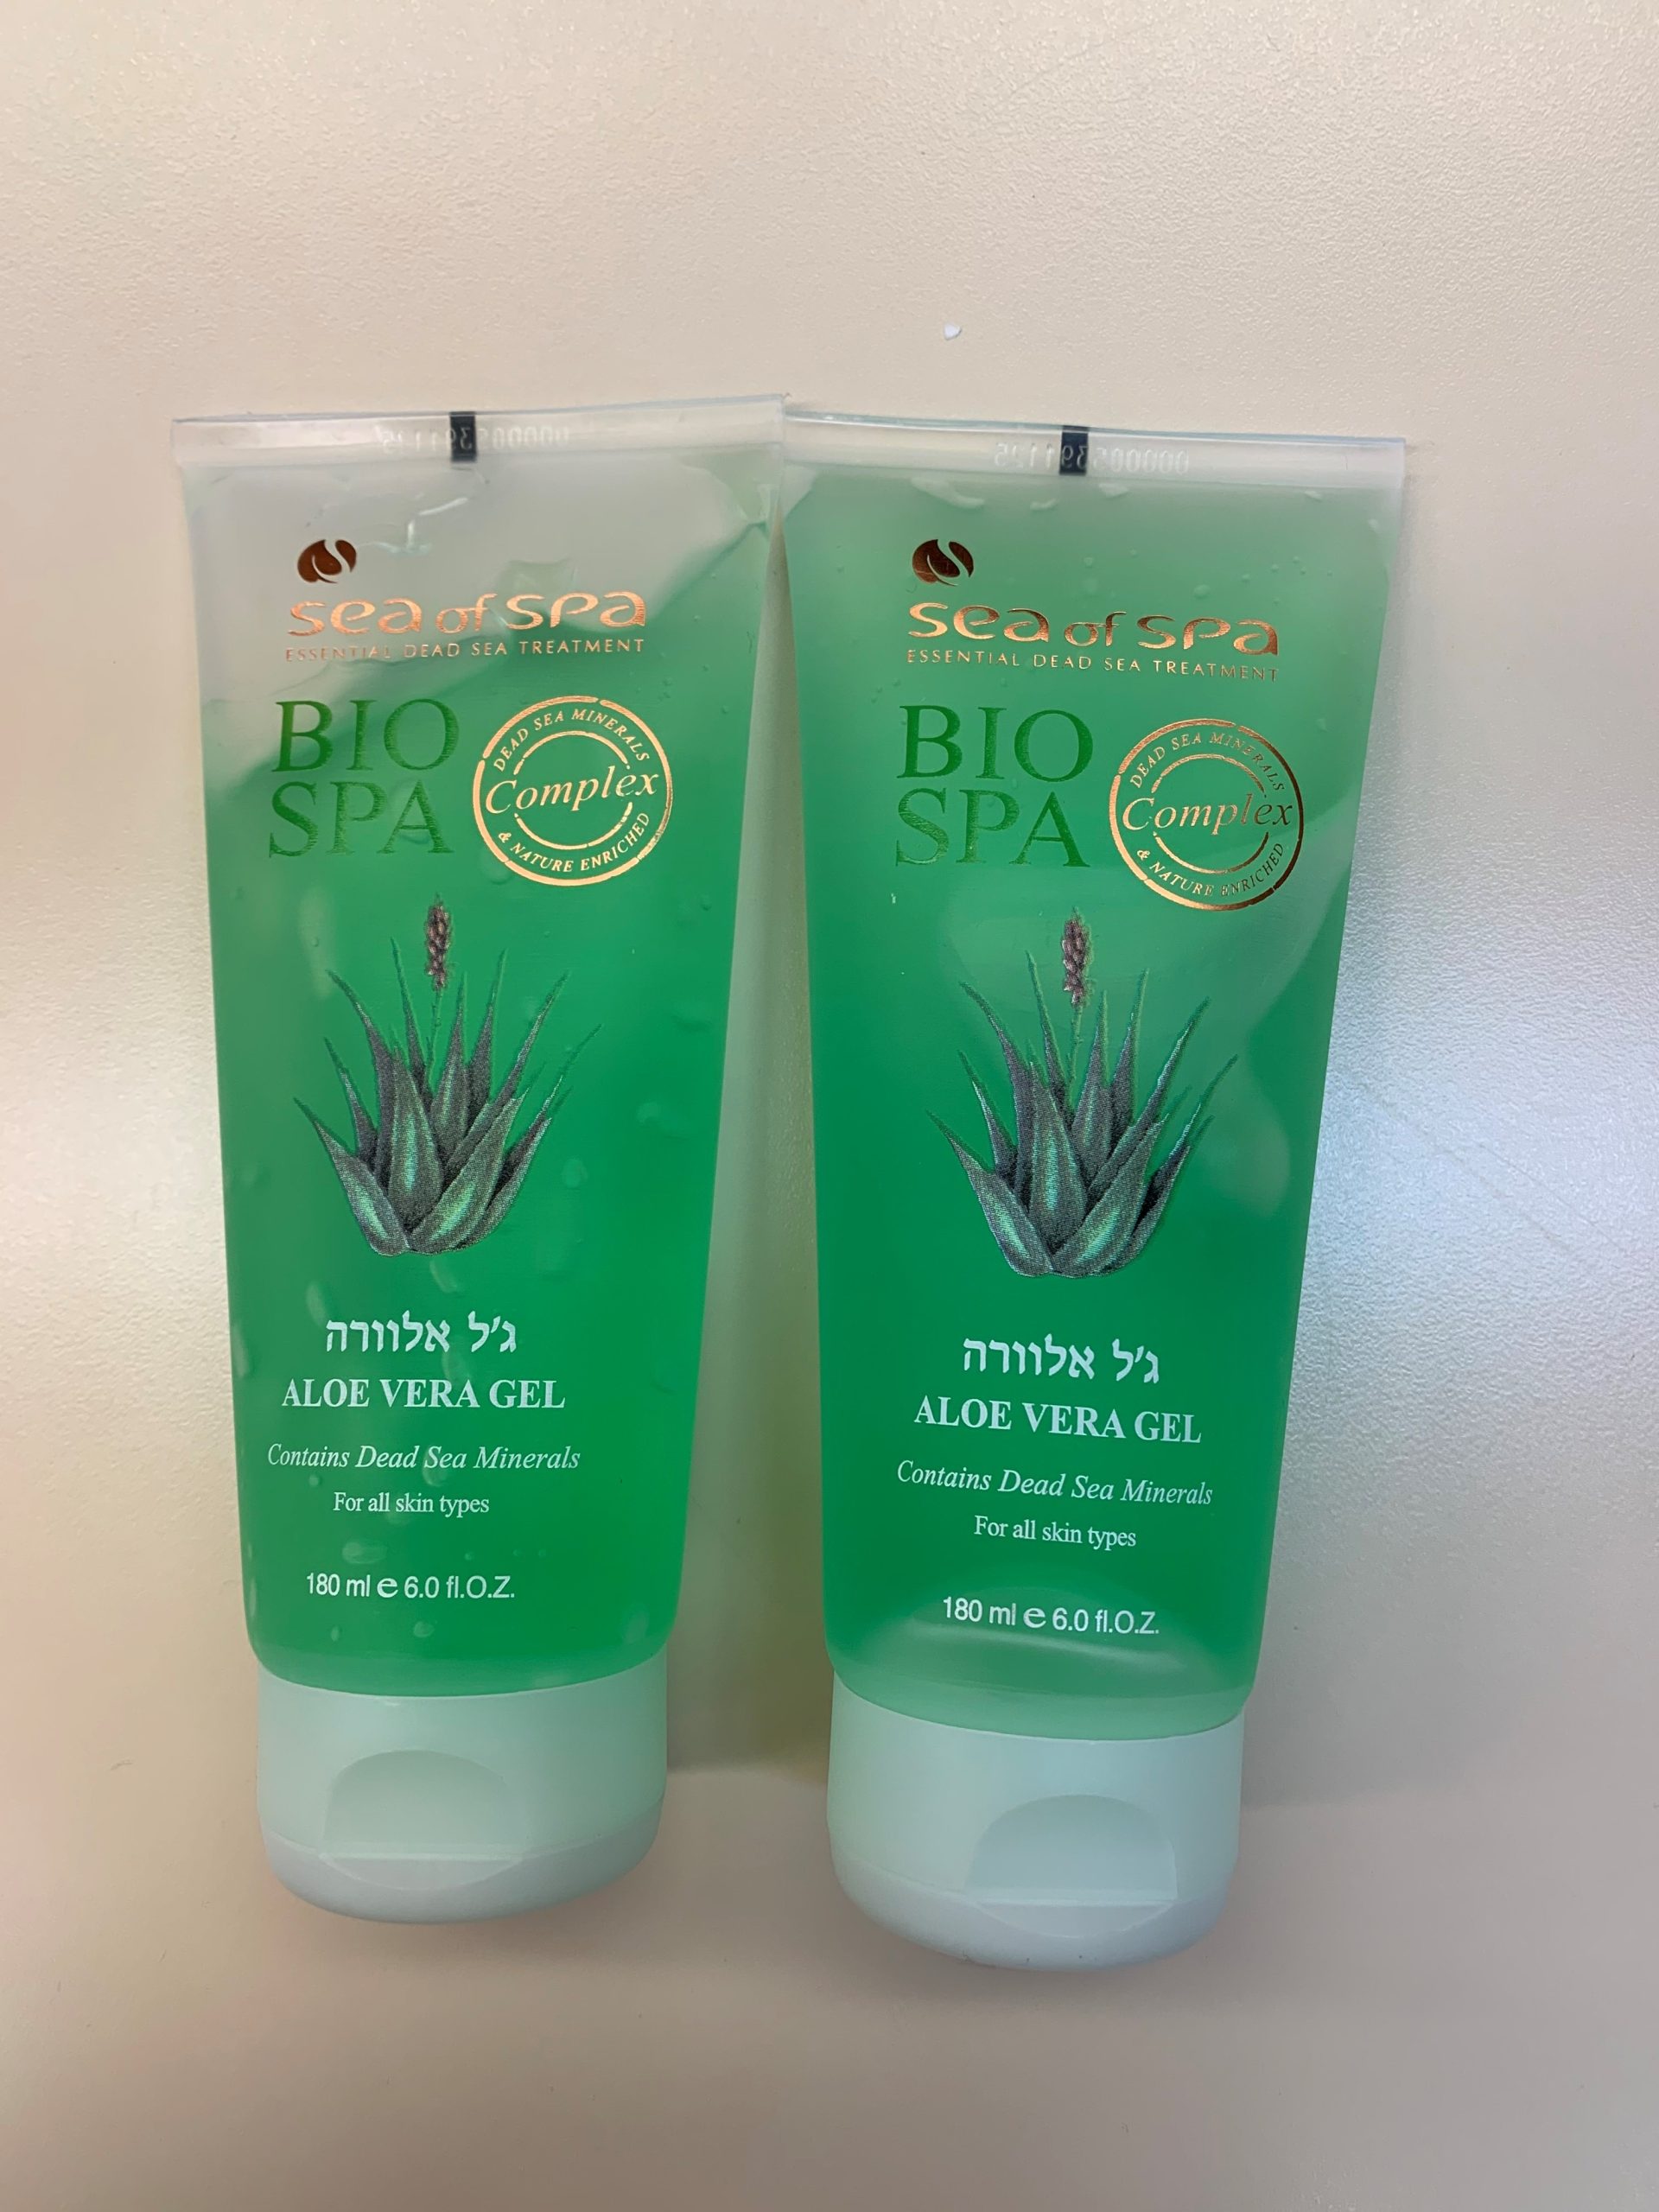 sea of spa
ESSENTIAL DEAD SEA TREATMENT
BIO
SPA
DEAD SEA MINERALS
Complex
& NATURE ENRICHED
ג'ל אלוורה
ALOE VERA GEL
Contains Dead Sea Minerals
For all skin types
180 ml e 6.0 fl.O.Z.
sea of spa
ESSENTIAL DEAD SEA TREATMENT
BIO
SPA
DEAD SEA MINERALS
Complex
& NATURE ENRICHED
ג'ל אלוורה
ALOE VERA GEL
Contains Dead Sea Minerals
For all skin types
180 ml e 6.0 fl.O.Z.